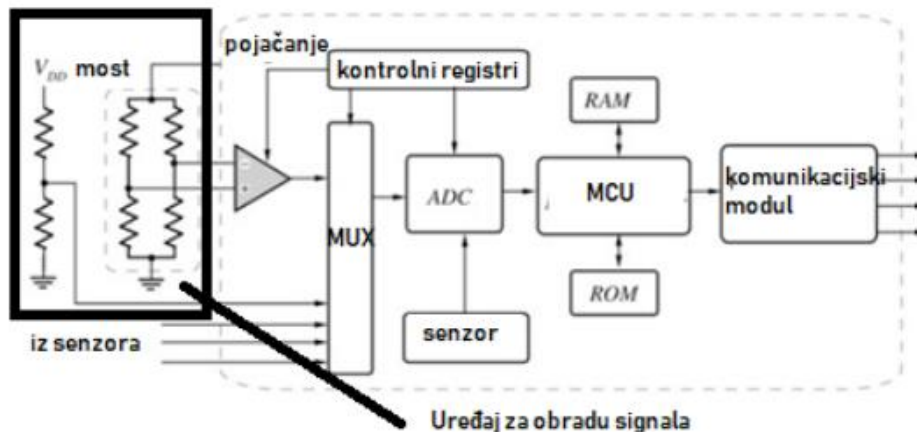 pojačanje
V_DD most
kontrolni registri
RAM
MUX
ADC
MCU
komunikacijski
modul
ROM
iz senzora
senzor
Uređaj za obradu signala